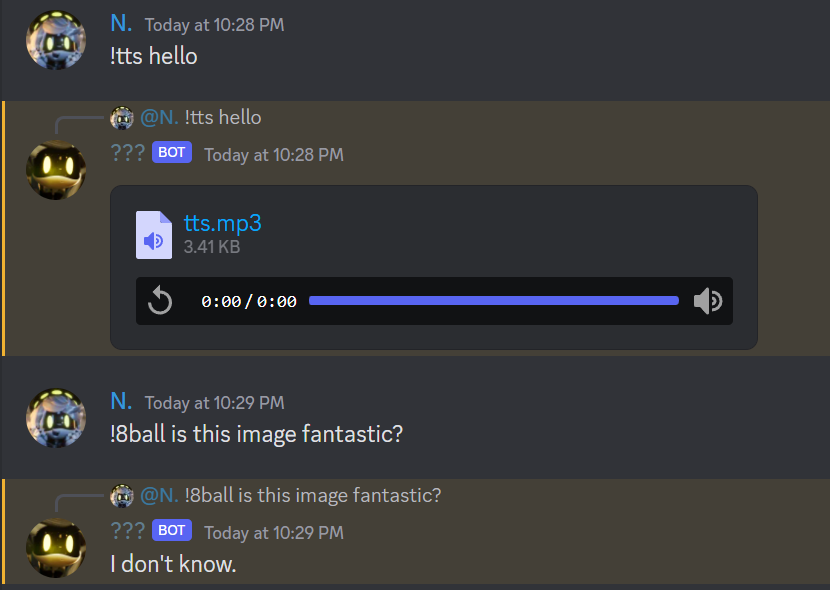 N. Today at 10:28 PM
!tts hello
@N. !tts hello
??? BOT Today at 10:28 PM
tts.mp3
3.41 KB
0:00 / 0:00
N. Today at 10:29 PM
!8ball is this image fantastic?
@N. !8ball is this image fantastic?
??? BOT Today at 10:29 PM
I don't know.